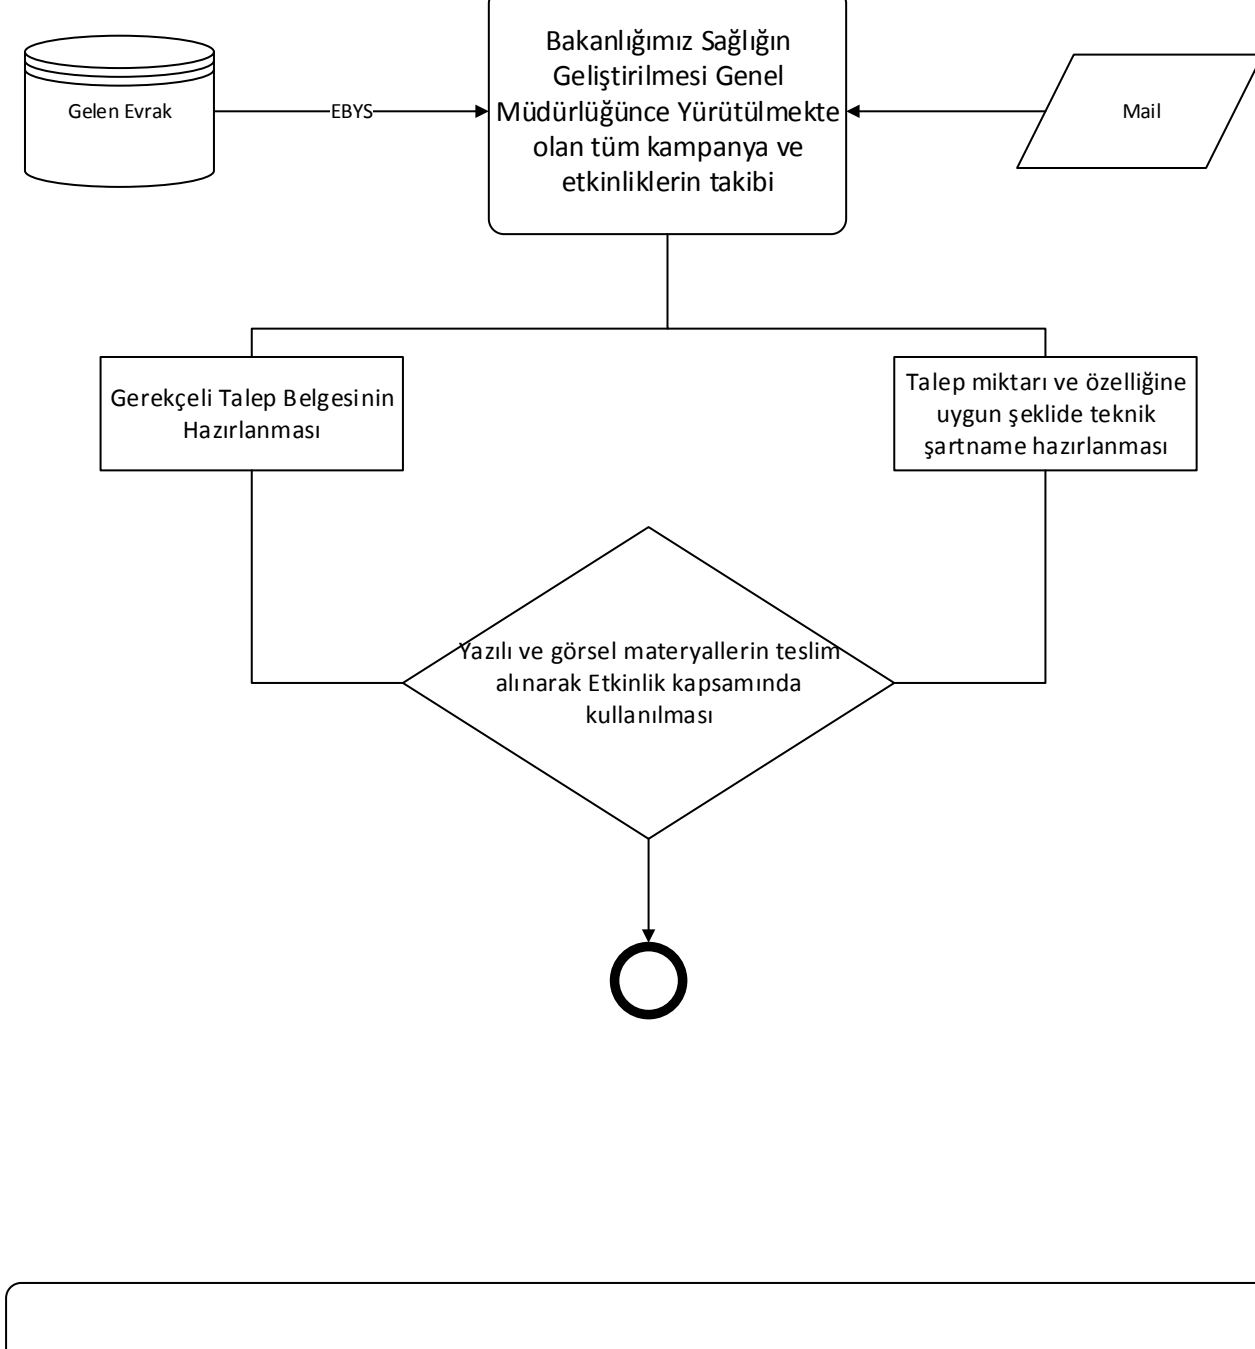 Bakanlığımız Sağlığın
Geliştirilmesi Genel
Müdürlüğünce Yürütülmekte
olan tüm kampanya ve
etkinliklerin takibi
Gelen Evrak
EBYS
Mail
Gerekçeli Talep Belgesinin
Hazırlanması
Talep miktarı ve özelliğine
uygun şeklide teknik
şartname hazırlanması
Yazılı ve görsel materyallerin teslim
alınarak Etkinlik kapsamında
kullanılması